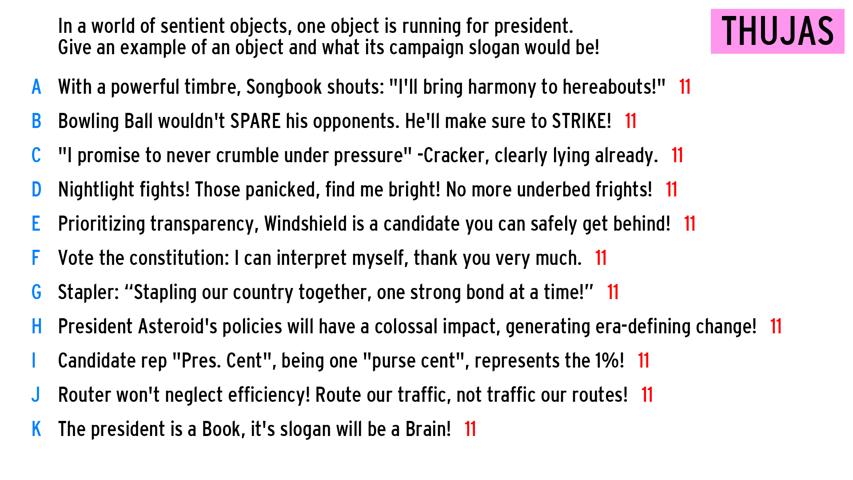 In a world of sentient objects, one object is running for president.
Give an example of an object and what its campaign slogan would be!
THUJAS
A With a powerful timbre, Songbook shouts: "I'll bring harmony to hereabouts!" 11
B Bowling Ball wouldn't SPARE his opponents. He'll make sure to STRIKE! 11
C "I promise to never crumble under pressure" -Cracker, clearly lying already. 11
D Nightlight fights! Those panicked, find me bright! No more underbed frights! 11
E Prioritizing transparency, Windshield is a candidate you can safely get behind! 11
F Vote the constitution: I can interpret myself, thank you very much. 11
G Stapler: “Stapling our country together, one strong bond at a time!” 11
H President Asteroid's policies will have a colossal impact, generating era-defining change! 11
I Candidate rep "Pres. Cent", being one "purse cent", represents the 1%! 11
J Router won't neglect efficiency! Route our traffic, not traffic our routes! 11
K The president is a Book, it's slogan will be a Brain! 11